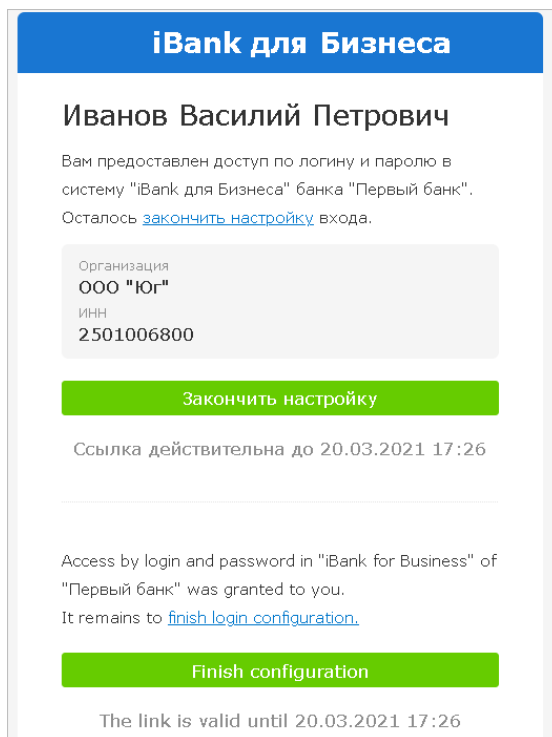 iBank для Бизнеса
Иванов Василий Петрович
Вам предоставлен доступ по логину и паролю в
систему "iBank для Бизнеса" банка "Первый банк".
Осталось закончить настройку входа.
Организация
ООО "Юг"
ИНН
2501006800
Закончить настройку
Ссылка действительна до 20.03.2021 17:26
Access by login and password in "iBank for Business" of
"Первый банк" was granted to you.
It remains to finish login configuration.
Finish configuration
The link is valid until 20.03.2021 17:26